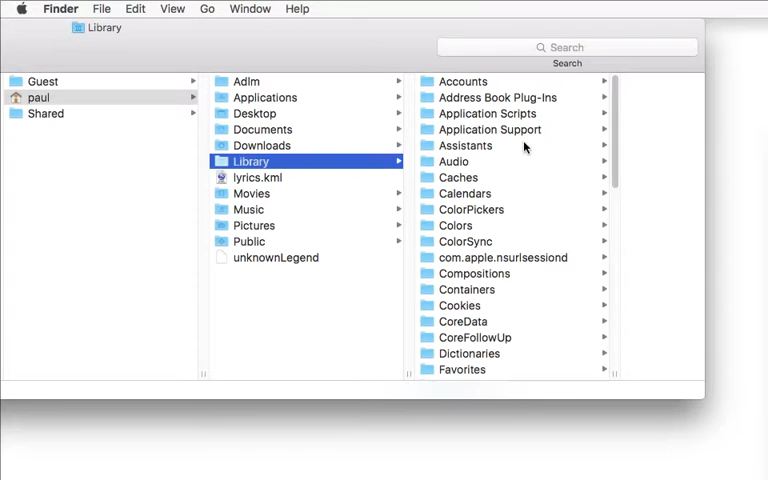 Finder File Edit View Go Window Help
Library
Search
Search
Guest
paul
Shared
Adlm
Applications
Desktop
Documents
Downloads
Library
lyrics.kml
Movies
Music
Pictures
Public
unknownLegend
Accounts
Address Book Plug-Ins
Application Scripts
Application Support
Assistants
Audio
Caches
Calendars
ColorPickers
Colors
ColorSync
com.apple.nsurlsessiond
Compositions
Containers
Cookies
CoreData
CoreFollowUp
Dictionaries
Favorites